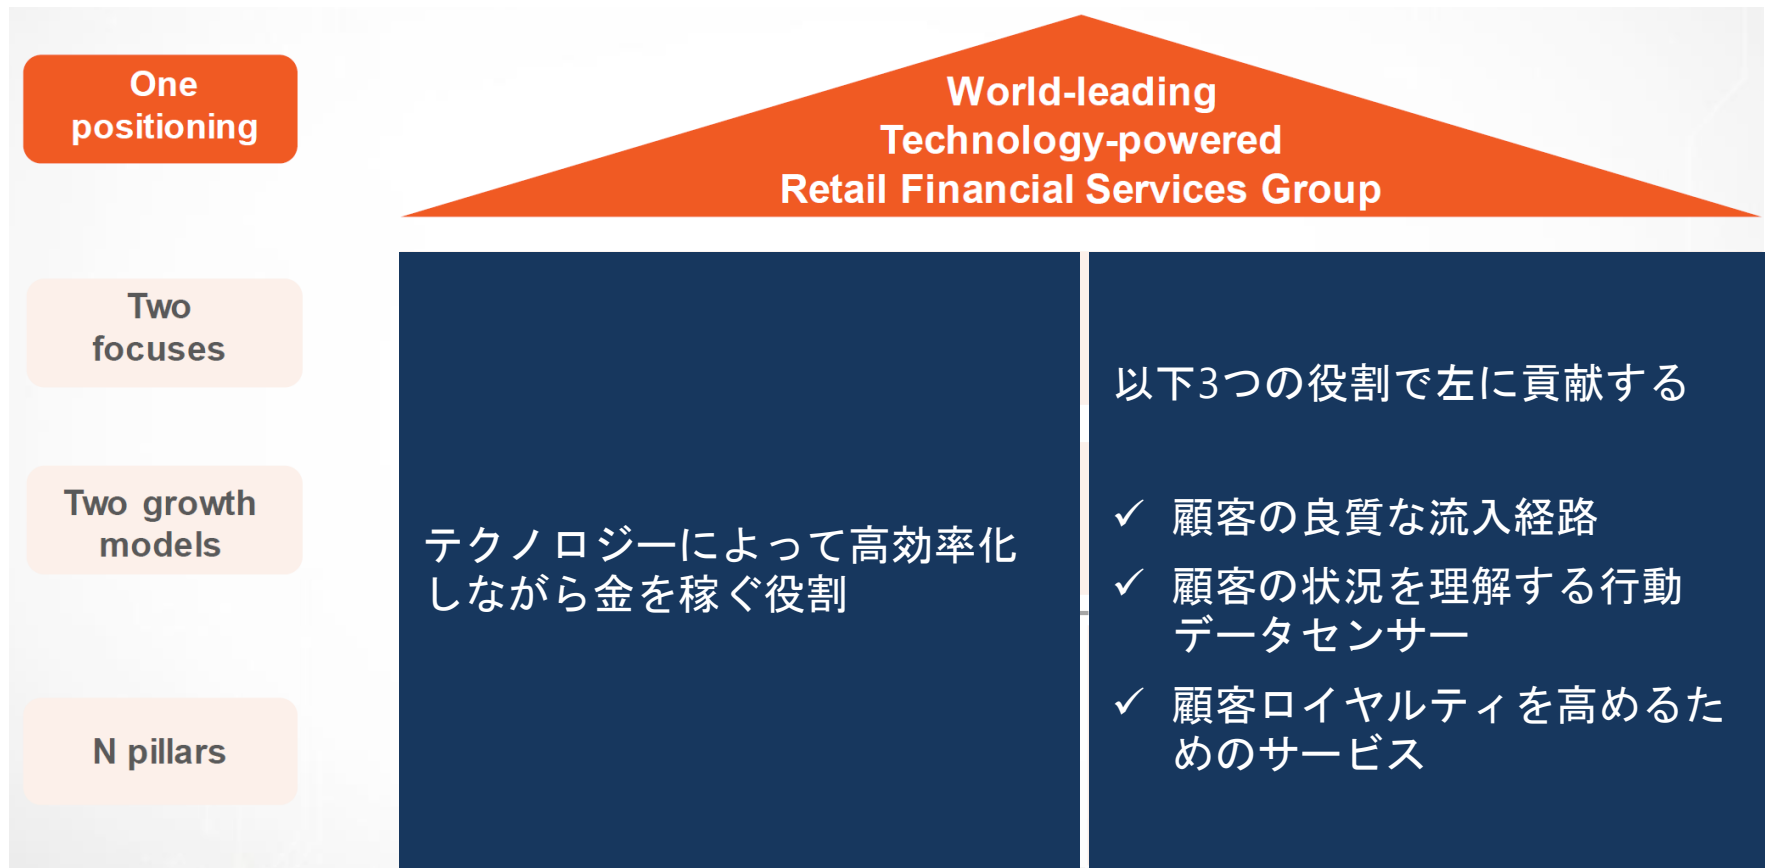 One
positioning
World-leading
Technology-powered
Retail Financial Services Group
Two
focuses
Two growth
models
N pillars
テクノロジーによって高効率化
しながら金を稼ぐ役割
以下3つの役割で左に貢献する
✓ 顧客の良質な流入経路
✓ 顧客の状況を理解する行動
データセンサー
✓ 顧客ロイヤルティを高めるた
めのサービス